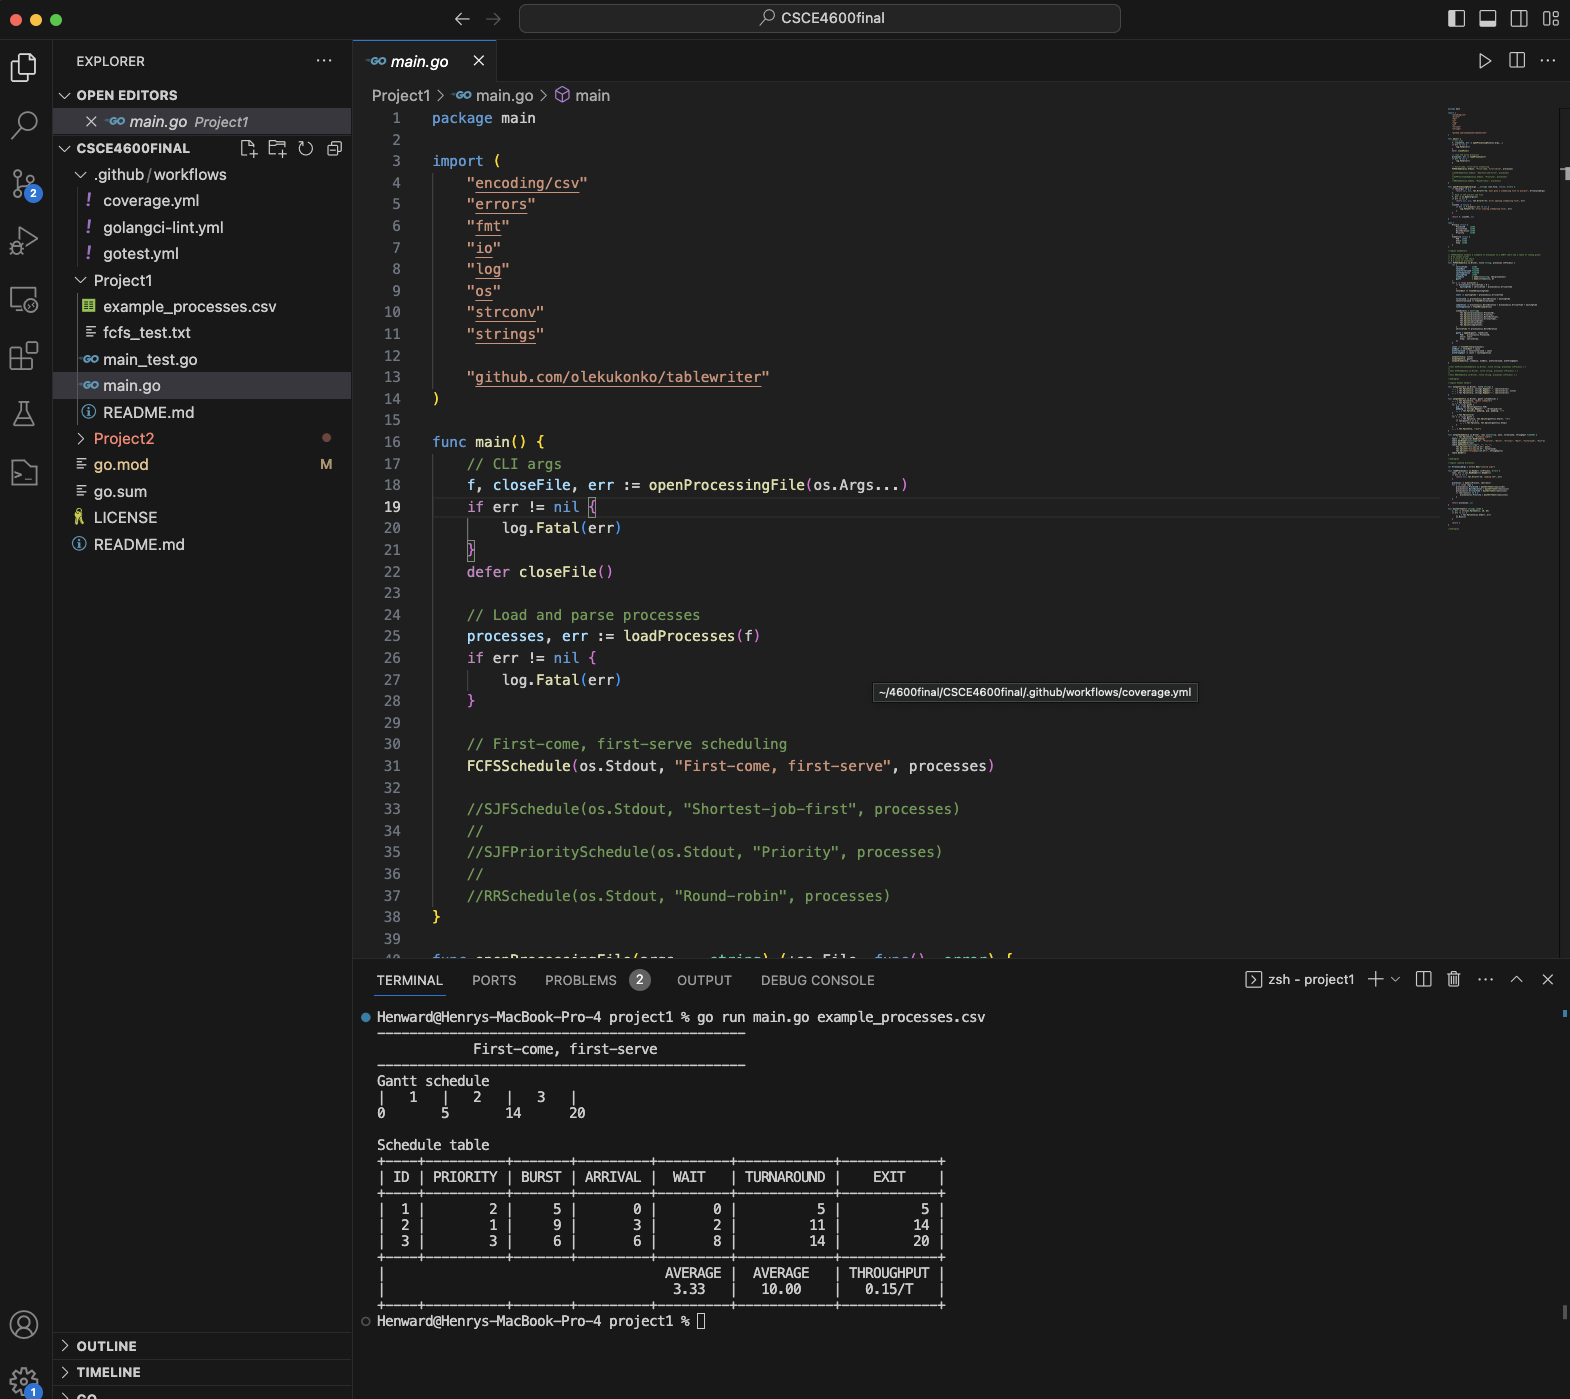 CSCE4600final
EXPLORER
OPEN EDITORS
main.go Project1
CSCE4600FINAL
.github/workflows
coverage.yml
golangci-lint.yml
gotest.yml
Project1
example_processes.csv
fcfs_test.txt
main_test.go
main.go
README.md
Project2
go.mod M
go.sum
LICENSE
README.md
OUTLINE
TIMELINE
GO
2
1
main.go
Project1 > main.go > main
1 package main
2
3 import (
4 "encoding/csv"
5 "errors"
6 "fmt"
7 "io"
8 "log"
9 "os"
10 "strconv"
11 "strings"
12
13 "github.com/olekukonko/tablewriter"
14 )
15
16 func main() {
17 // CLI args
18 f, closeFile, err := openProcessingFile(os.Args...)
19 if err != nil {
20 log.Fatal(err)
21 }
22 defer closeFile()
23
24 // Load and parse processes
25 processes, err := loadProcesses(f)
26 if err != nil {
27 log.Fatal(err)
28 }
29
30 // First-come, first-serve scheduling
31 FCFSSchedule(os.Stdout, "First-come, first-serve", processes)
32
33 //SJFSchedule(os.Stdout, "Shortest-job-first", processes)
34 //
35 //SJFPrioritySchedule(os.Stdout, "Priority", processes)
36 //
37 //RRSchedule(os.Stdout, "Round-robin", processes)
38 }
39
~/4600final/CSCE4600final/.github/workflows/coverage.yml
TERMINAL PORTS PROBLEMS 2 OUTPUT DEBUG CONSOLE
zsh - project1
Henward@Henrys-MacBook-Pro-4 project1 % go run main.go example_processes.csv
First-come, first-serve
Gantt schedule
| 1 | 2 | 3 |
0 5 14 20
Schedule table
| ID | PRIORITY | BURST | ARRIVAL | WAIT | TURNAROUND | EXIT |
| 1 | 2 | 5 | 0 | 0 | 5 | 5 |
| 2 | 1 | 9 | 3 | 2 | 11 | 14 |
| 3 | 3 | 6 | 6 | 8 | 14 | 20 |
| AVERAGE | AVERAGE | THROUGHPUT |
| 3.33 | 10.00 | 0.15/T |
Henward@Henrys-MacBook-Pro-4 project1 %